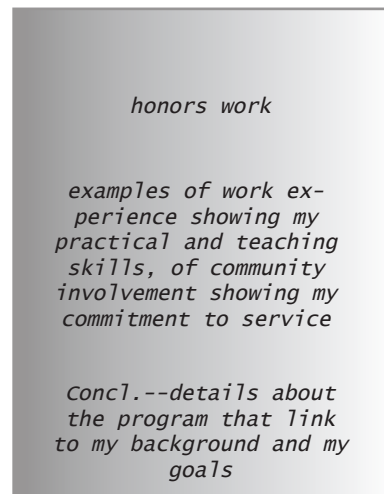 honors work
examples of work ex-
perience showing my
practical and teaching
skills, of community
involvement showing my
commitment to service
Concl.--details about
the program that link
to my background and my
goals